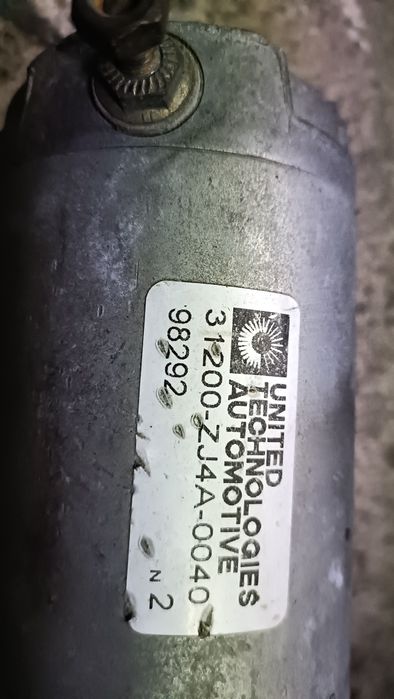 UNITED
TECHNOLOGIES
AUTOMOTIVE
31200-ZJ4A-0040
98292
N 2